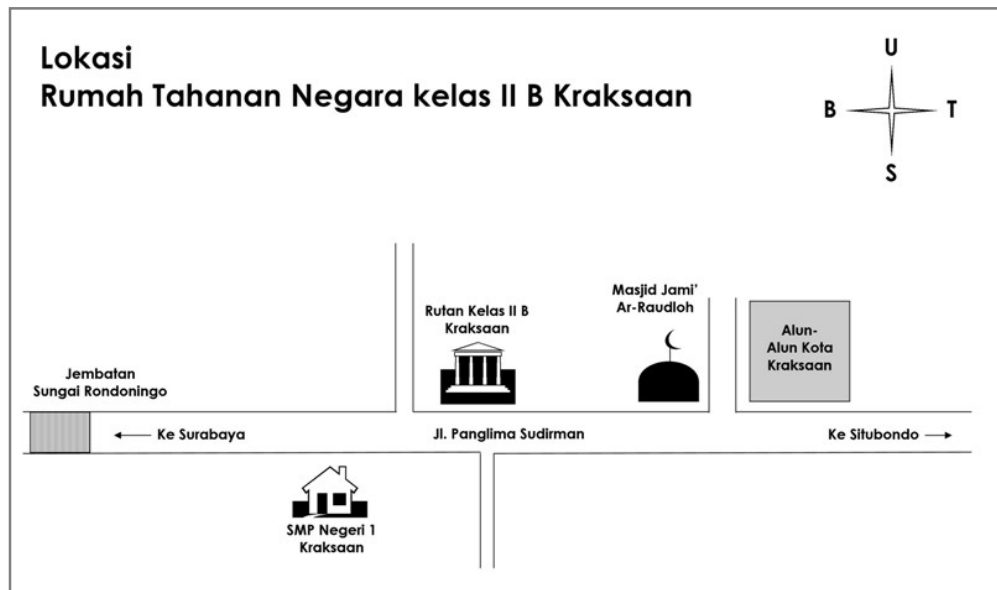 Lokasi
Rumah Tahanan Negara kelas II B Kraksaan
U
B
T
S
Rutan Kelas II B
Kraksaan
Masjid Jami'
Ar-Raudloh
Alun-
Alun Kota
Kraksaan
Jembatan
Sungai Rondoningo
← Ke Surabaya
Jl. Panglima Sudirman
Ke Situbondo →
SMP Negeri 1
Kraksaan